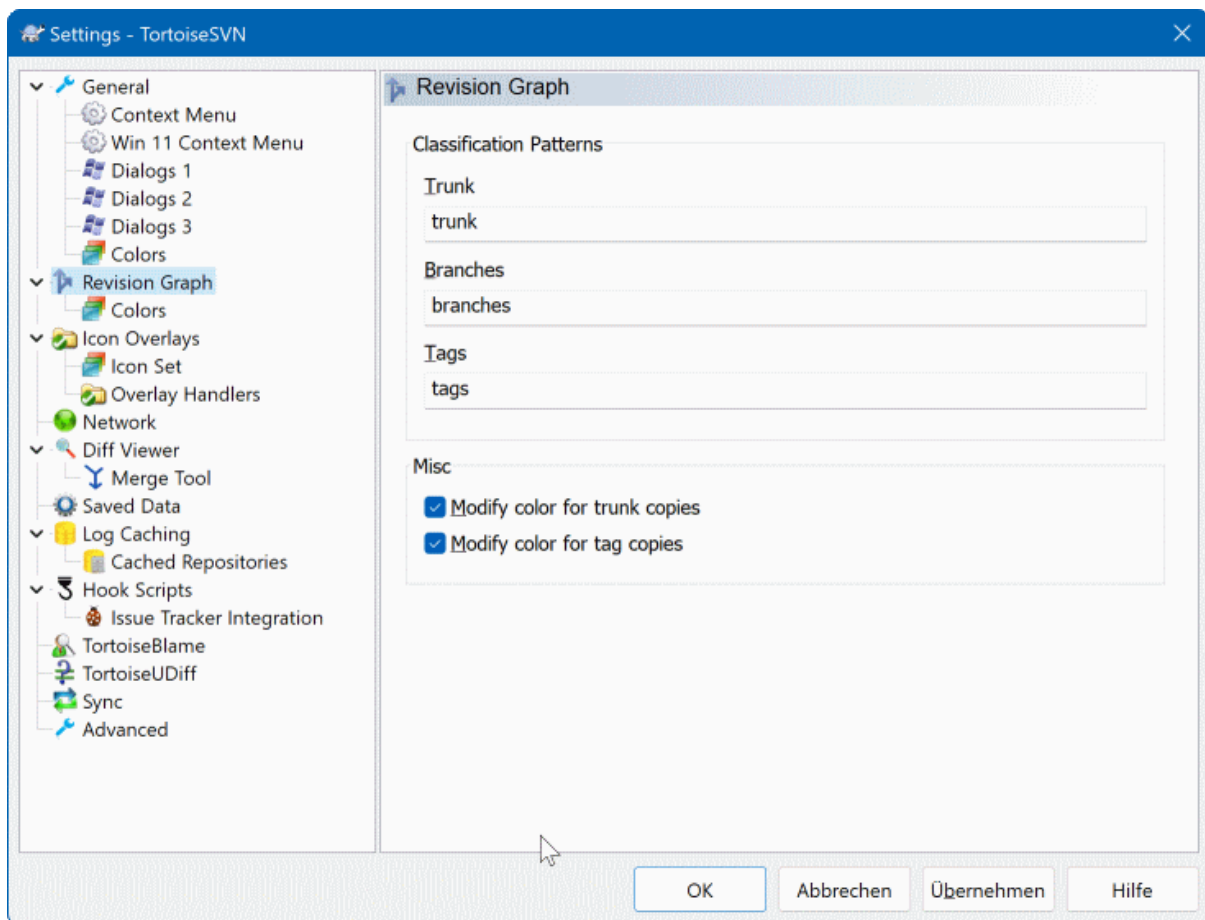 Settings - TortoiseSVN
General
Context Menu
Win 11 Context Menu
Dialogs 1
Dialogs 2
Dialogs 3
Colors
Revision Graph
Colors
Icon Overlays
Icon Set
Overlay Handlers
Network
Diff Viewer
Merge Tool
Saved Data
Log Caching
Cached Repositories
Hook Scripts
Issue Tracker Integration
TortoiseBlame
TortoiseUDiff
Sync
Advanced
Revision Graph
Classification Patterns
Trunk
trunk
Branches
branches
Tags
tags
Misc
Modify color for trunk copies
Modify color for tag copies
OK Abbrechen Übernehmen Hilfe